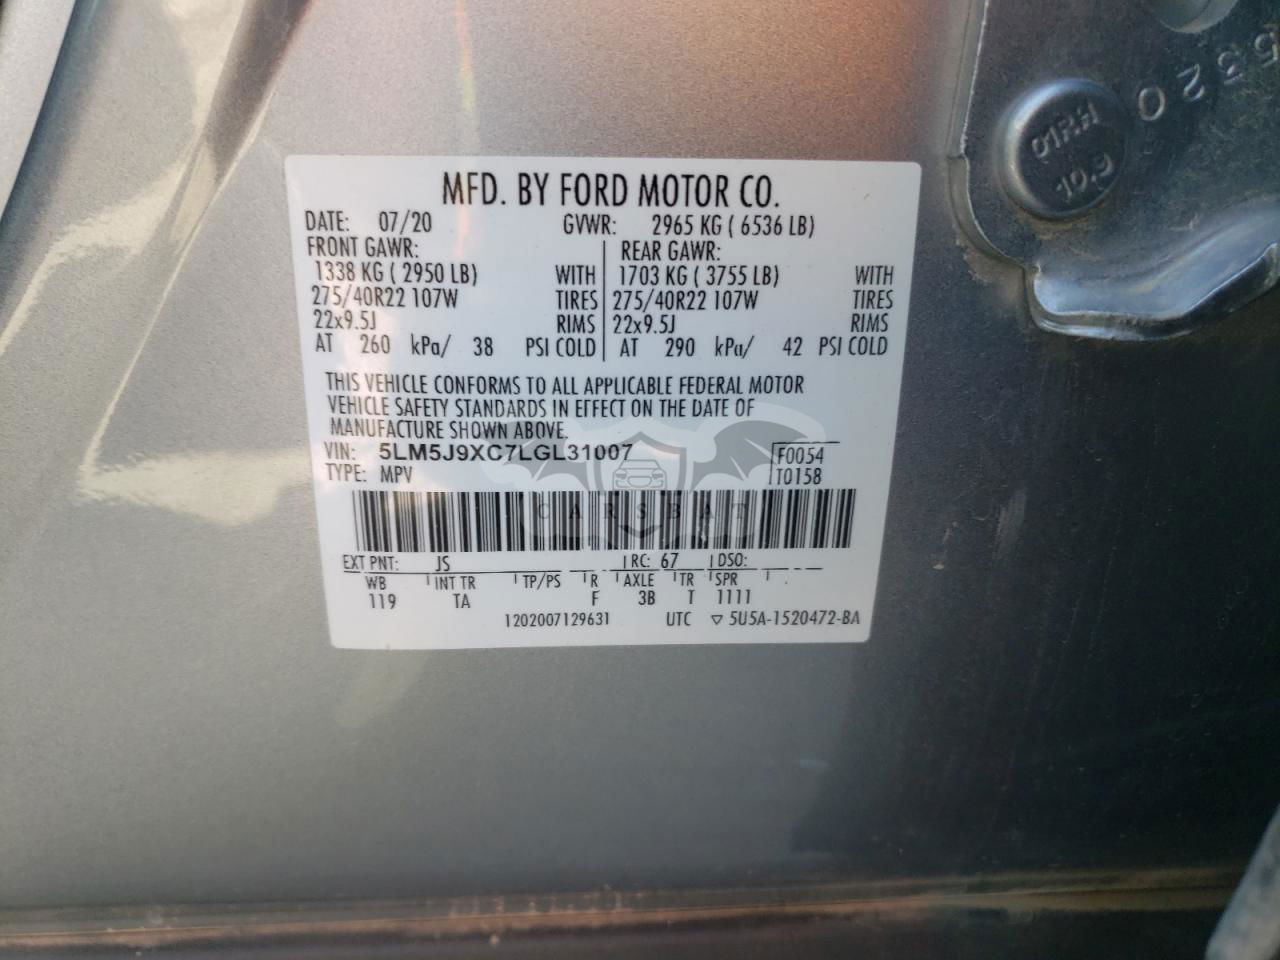 MFD. BY FORD MOTOR CO.
DATE: 07/20 GVWR: 2965 KG ( 6536 LB)
FRONT GAWR: REAR GAWR:
1338 KG ( 2950 LB) WITH 1703 KG ( 3755 LB) WITH
275/40R22 107W TIRES 275/40R22 107W TIRES
22x9.5J RIMS 22x9.5J RIMS
AT 260 kPa/ 38 PSI COLD AT 290 kPa/ 42 PSI COLD
THIS VEHICLE CONFORMS TO ALL APPLICABLE FEDERAL MOTOR
VEHICLE SAFETY STANDARDS IN EFFECT ON THE DATE OF
MANUFACTURE SHOWN ABOVE.
VIN: 5LM5J9XC7LGL31007 F0054
TYPE: MPV T0158
CARSBAT
EXT PNT: JS RC: 67 DSO:
WB INT TR TP/PS R AXLE TR SPR
119 TA F 3B T 1111
1202007129631 UTC ▽ 5U5A-1520472-BA
5320
01RH
10.9